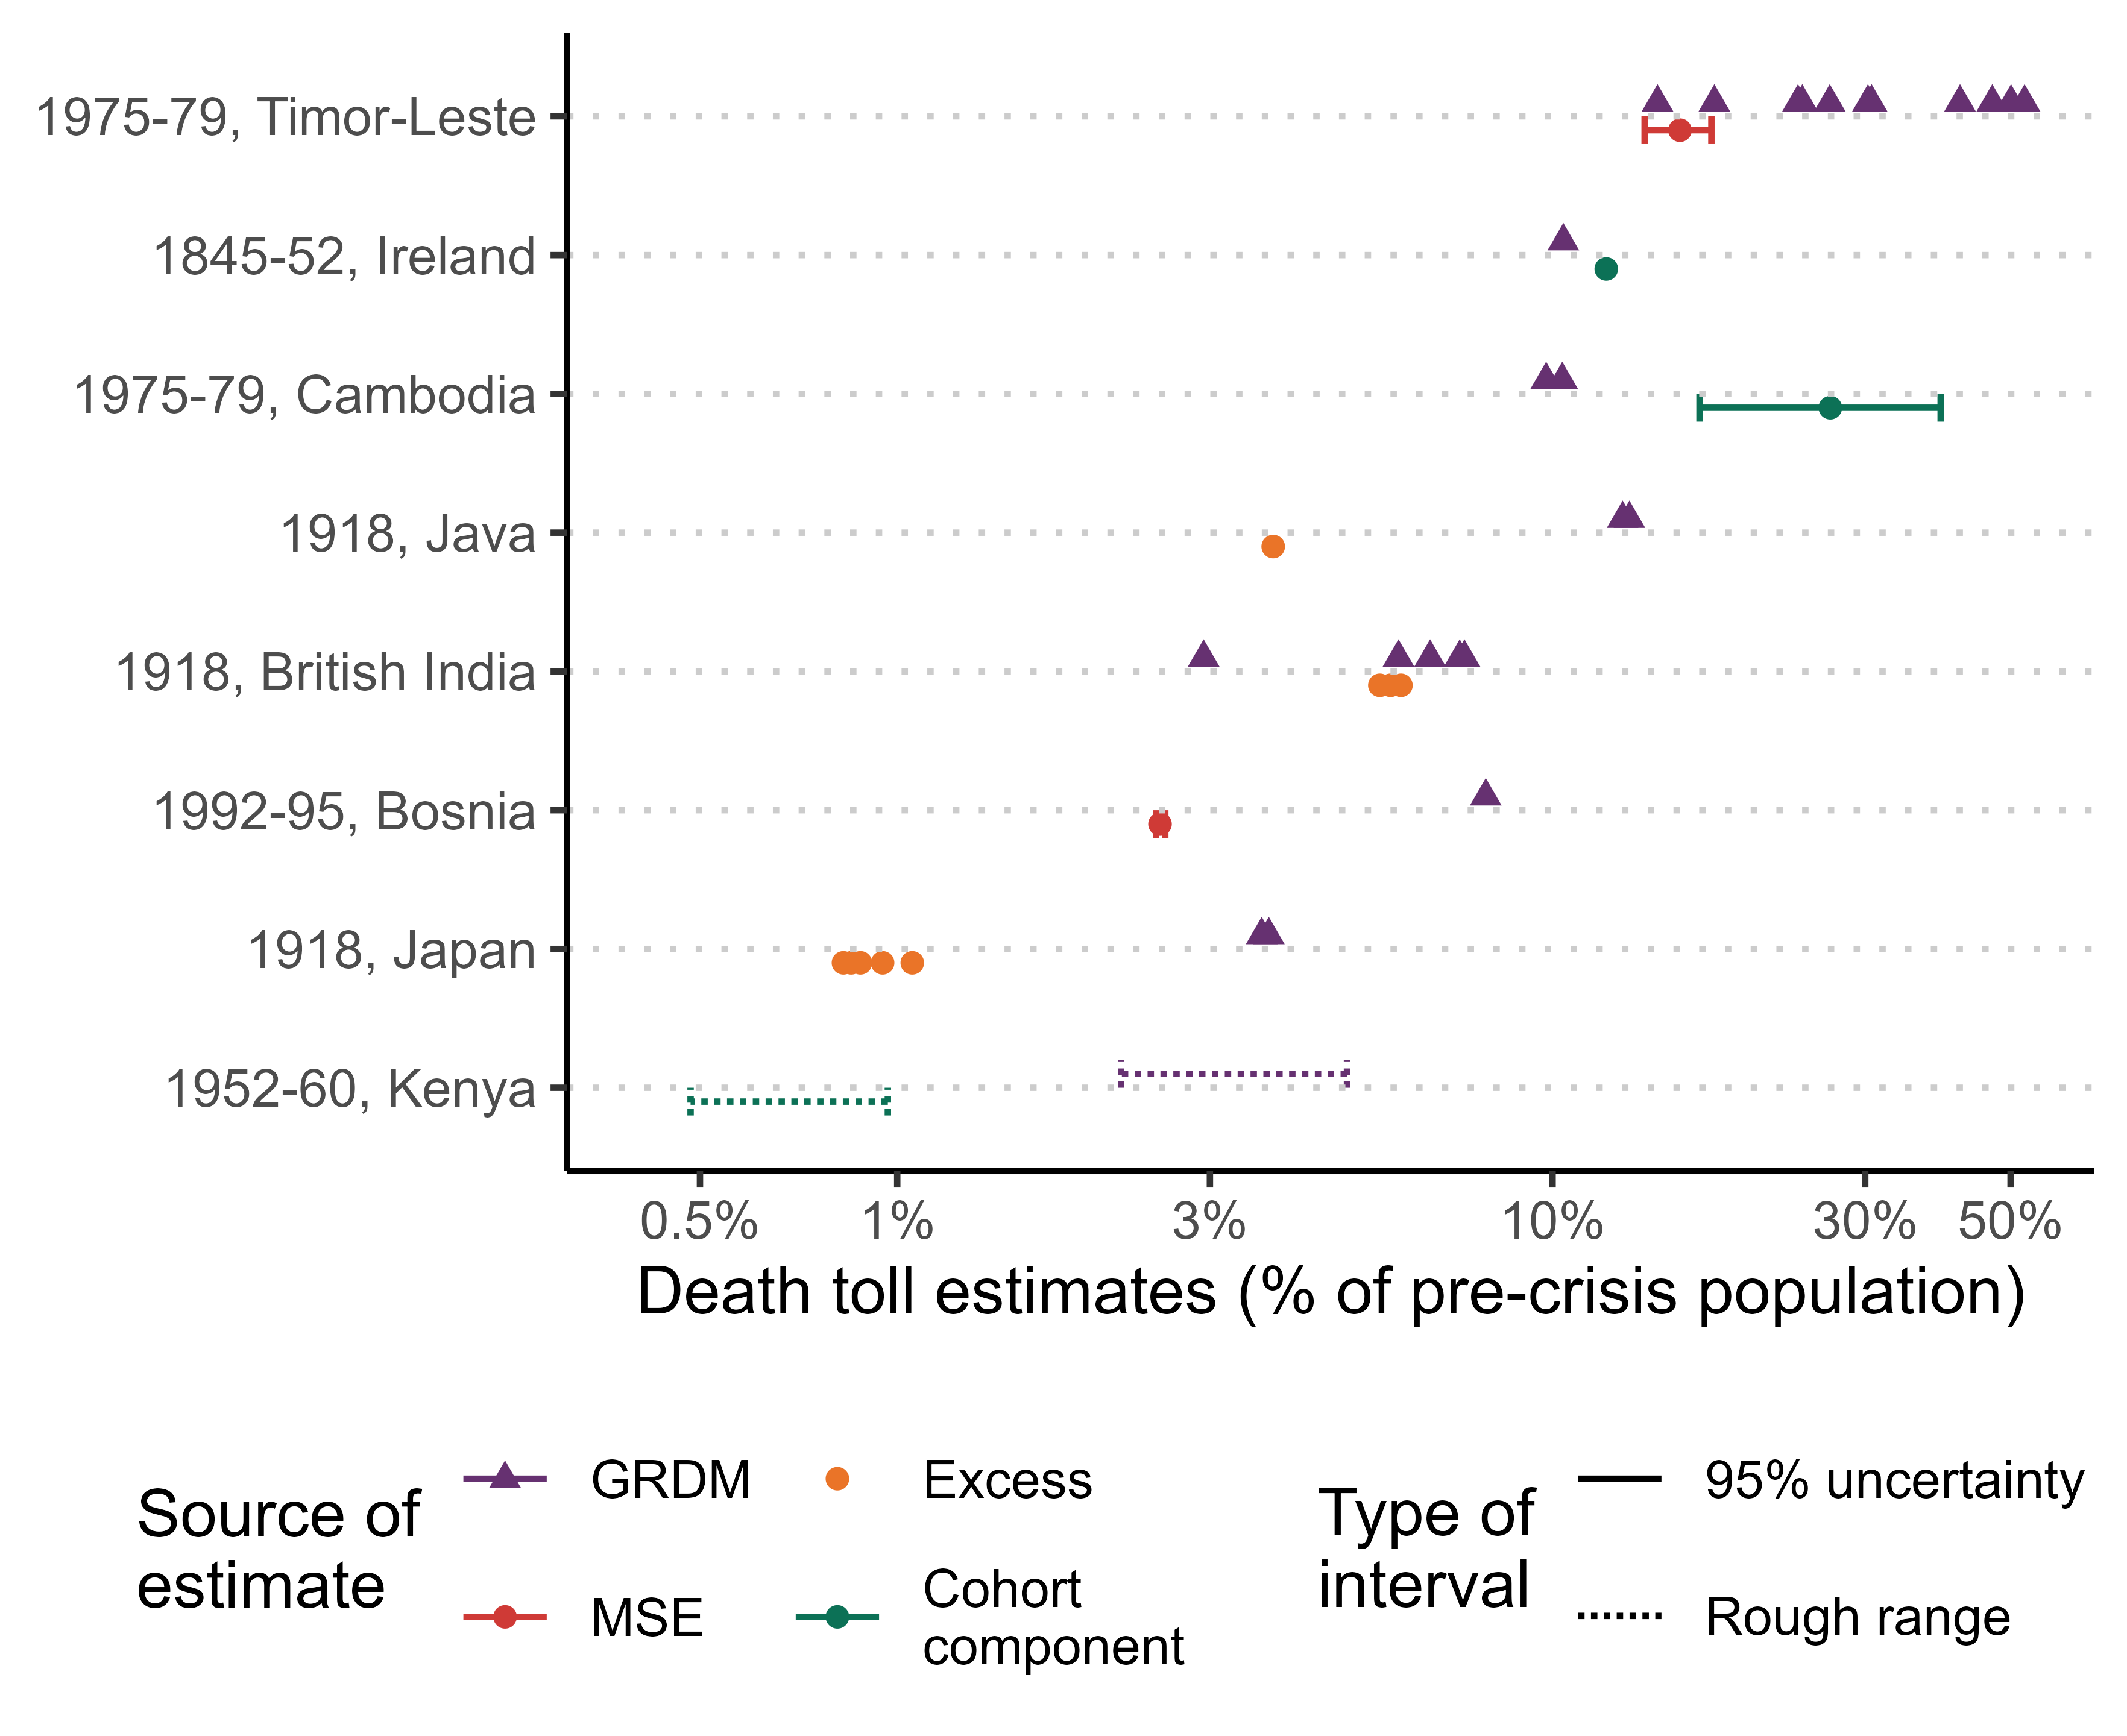 1975-79, Timor-Leste
1845-52, Ireland
1975-79, Cambodia
1918, Java
1918, British India
1992-95, Bosnia
1918, Japan
1952-60, Kenya
0.5% 1% 3% 10% 30% 50%
Death toll estimates (% of pre-crisis population)
Source of
estimate
GRDM
MSE
Excess
Cohort
component
Type of
interval
95% uncertainty
Rough range